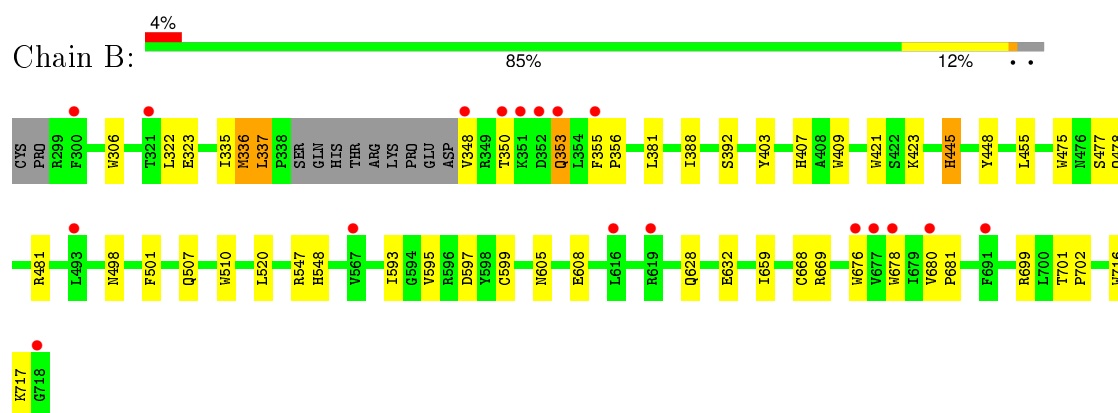 4%
Chain B:
85% 12% • •
CYS PRO R299 F300 W306 T321 L322 E323 I335 M336 L337 P338 SER GLN HIS THR ARG LYS PRO GLU ASP V348 R349 T350 K351 D352 Q353 L354 F355 P356 L381 I388 S392 Y403 H407 A408 W409 W421 S422 K423 H445 Y448 L455 W475 N476 S477
R481 L493 N498 F501 Q507 W510 L520 R547 H548 V567 I593 G594 V595 R596 D597 Y598 C599 N605 E608 L616 R619 Q628 E632 I659 C668 R669 W676 V677 W678 I679 V680 P681 F691 R699 L700 T701 P702 W716
K717 G718